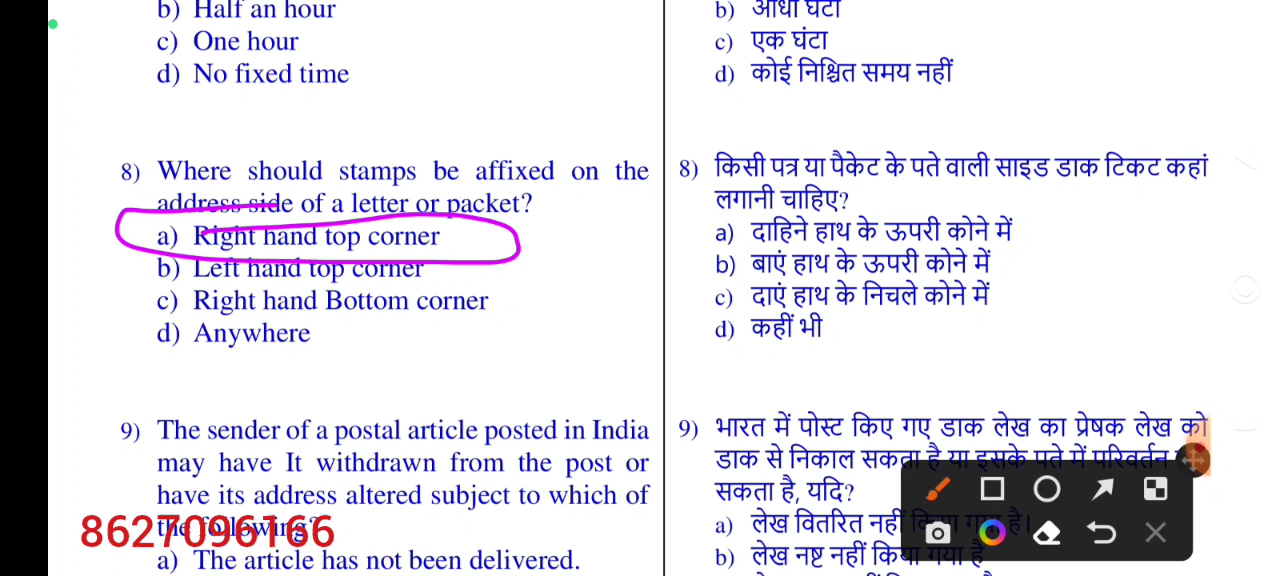 b) Half an hour
c) One hour
d) No fixed time
8) Where should stamps be affixed on the
address side of a letter or packet?
a) Right hand top corner
b) Left hand top corner
c) Right hand Bottom corner
d) Anywhere
9) The sender of a postal article posted in India
may have It withdrawn from the post or
have its address altered subject to which of
the following?
8627096166
a) The article has not been delivered.
b) आधा घंटा
c) एक घंटा
d) कोई निश्चित समय नहीं
8) किसी पत्र या पैकेट के पते वाली साइड डाक टिकट कहां
लगानी चाहिए?
a) दाहिने हाथ के ऊपरी कोने में
b) बाएं हाथ के ऊपरी कोने में
c) दाएं हाथ के निचले कोने में
d) कहीं भी
9) भारत में पोस्ट किए गए डाक लेख का प्रेषक लेख को
डाक से निकाल सकता है या इसके पते में परिवर्तन
सकता है, यदि?
a) लेख वितरित नहीं किया गया है।
b) लेख नष्ट नहीं किया गया है